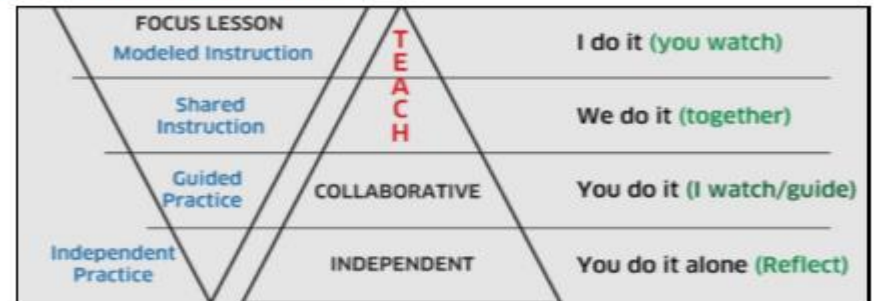 FOCUS LESSON
Modeled Instruction
TEACH
I do it (you watch)
Shared
Instruction
We do it (together)
Guided
Practice
COLLABORATIVE
You do it (I watch/guide)
Independent
Practice
INDEPENDENT
You do it alone (Reflect)